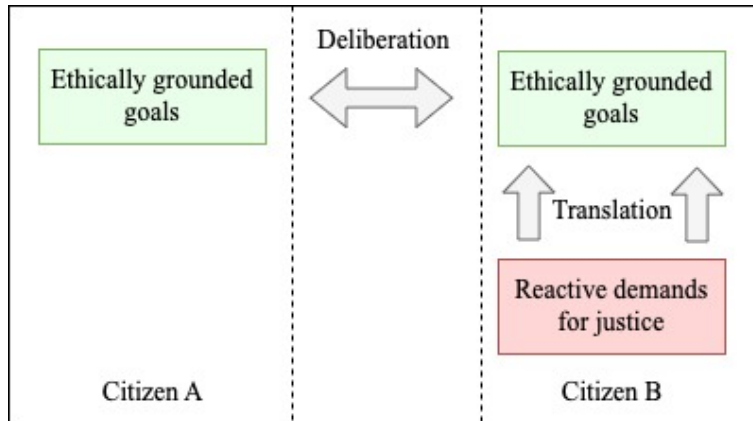 Deliberation
Ethically grounded
goals
Ethically grounded
goals
Translation
Reactive demands
for justice
Citizen A
Citizen B